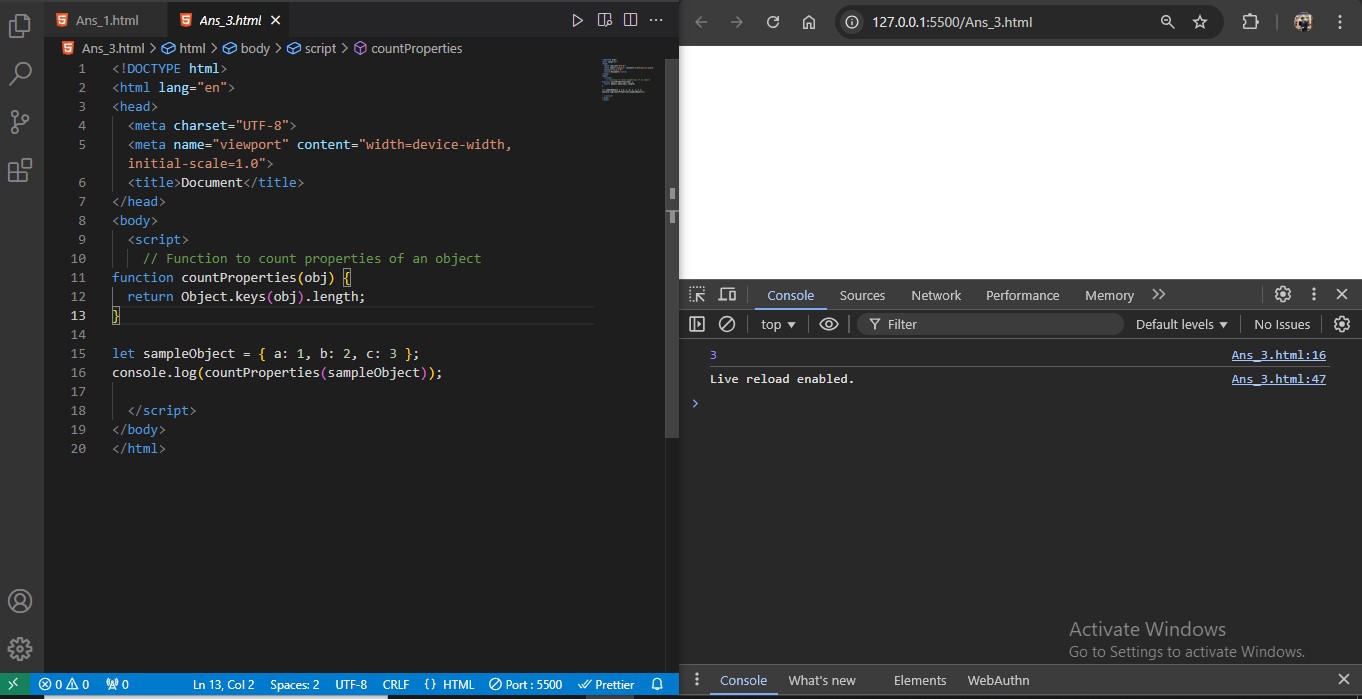 Ans_1.html
Ans_3.html
Ans_3.html > html > body > script > countProperties
1 <!DOCTYPE html>
2 <html lang="en">
3 <head>
4 <meta charset="UTF-8">
5 <meta name="viewport" content="width=device-width,
initial-scale=1.0">
6 <title>Document</title>
7 </head>
8 <body>
9 <script>
10 // Function to count properties of an object
11 function countProperties(obj) {
12 return Object.keys(obj).length;
13 }
14
15 let sampleObject = { a: 1, b: 2, c: 3 };
16 console.log(countProperties(sampleObject));
17
18 </script>
19 </body>
20 </html>
0 0 0 Ln 13, Col 2 Spaces: 2 UTF-8 CRLF {} HTML Port : 5500 Prettier
127.0.0.1:5500/Ans_3.html
Console Sources Network Performance Memory
top Filter Default levels No Issues
3 Ans_3.html:16
Live reload enabled. Ans_3.html:47
>
Activate Windows
Go to Settings to activate Windows.
Console What's new Elements WebAuthn